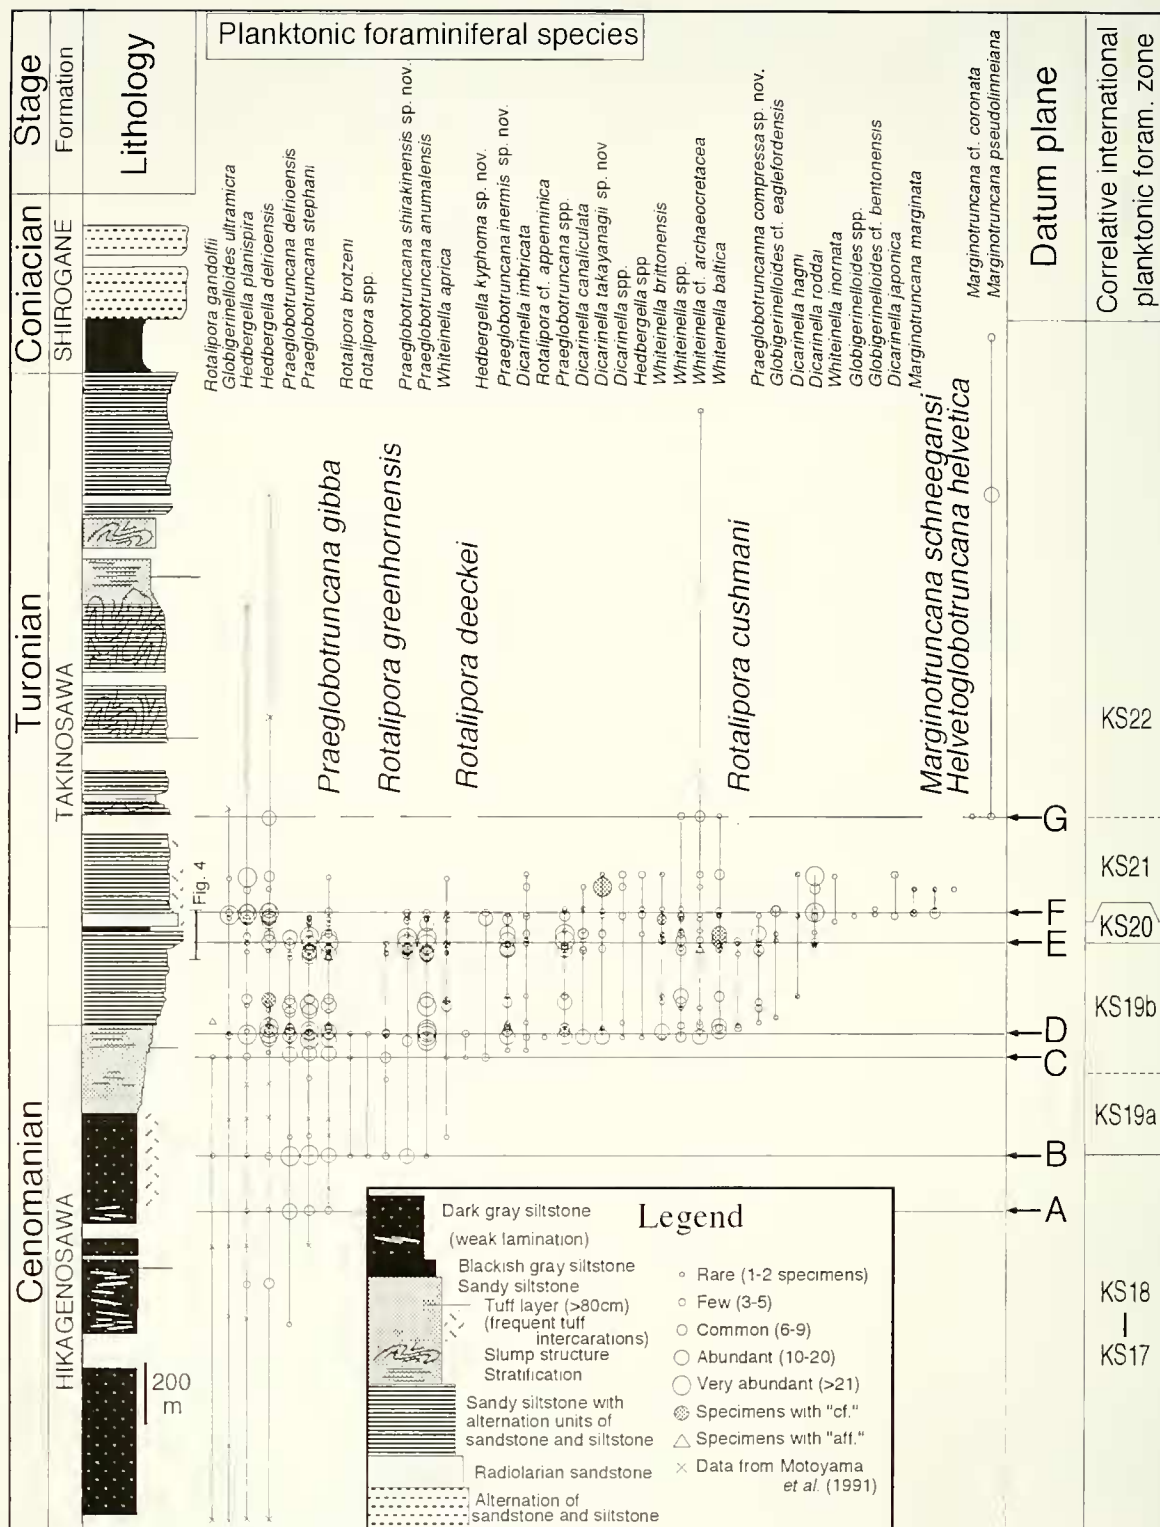 Stage
Formation
Lithology
Planktonic foraminiferal species
Datum plane
Correlative international
planktonic foram. zone
Coniacian
Turonian
Cenomanian
SHIROGANE
TAKINOSAWA
HIKAGENOSAWA
Rotalipora gandolfii
Globigerinelloides ultramicra
Hedbergella planispira
Hedbergella delrioensis
Praeglobotruncana delrioensis
Praeglobotruncana stephani
Praeglobotruncana gibba
Rotalipora brotzeni
Rotalipora spp.
Rotalipora greenhornensis
Praeglobotruncana shirakinensis sp. nov.
Praeglobotruncana anumalensis
Whiteinella aprica
Rotalipora deeckei
Hedbergella kyphoma sp. nov.
Praeglobotruncana inermis sp. nov.
Dicarinella imbricata
Rotalipora cf. appenninica
Praeglobotruncana spp.
Dicarinella canaliculata
Dicarinella takayanagii sp. nov
Dicarinella spp.
Hedbergella spp
Whiteinella brittonensis
Whiteinella spp.
Whiteinella cf. archaeocretacea
Whiteinella baltica
Rotalipora cushmani
Praeglobotruncanna compressa sp. nov.
Globigerinelloides cf. eaglefordensis
Dicarinella hagni
Dicarinella roddai
Whiteinella inornata
Globigerinelloides spp.
Globigerinelloides cf. bentonensis
Dicarinella japonica
Marginotruncana marginata
Marginotruncana schneegansi
Helvetoglobotruncana helvetica
Marginotruncana cf. coronata
Marginotruncana pseudolinneiana
Fig. 4
G
F
E
D
C
B
A
KS22
KS21
KS20
KS19b
KS19a
KS18
KS17
200
m
Legend
Dark gray siltstone
(weak lamination)
Blackish gray siltstone
Sandy siltstone
Tuff layer (>80cm)
(frequent tuff
intercarations)
Slump structure
Stratification
Sandy siltstone with
alternation units of
sandstone and siltstone
Radiolarian sandstone
Alternation of
sandstone and siltstone
Rare (1-2 specimens)
Few (3-5)
Common (6-9)
Abundant (10-20)
Very abundant (>21)
Specimens with "cf."
Specimens with "aff."
Data from Motoyama
et al. (1991)